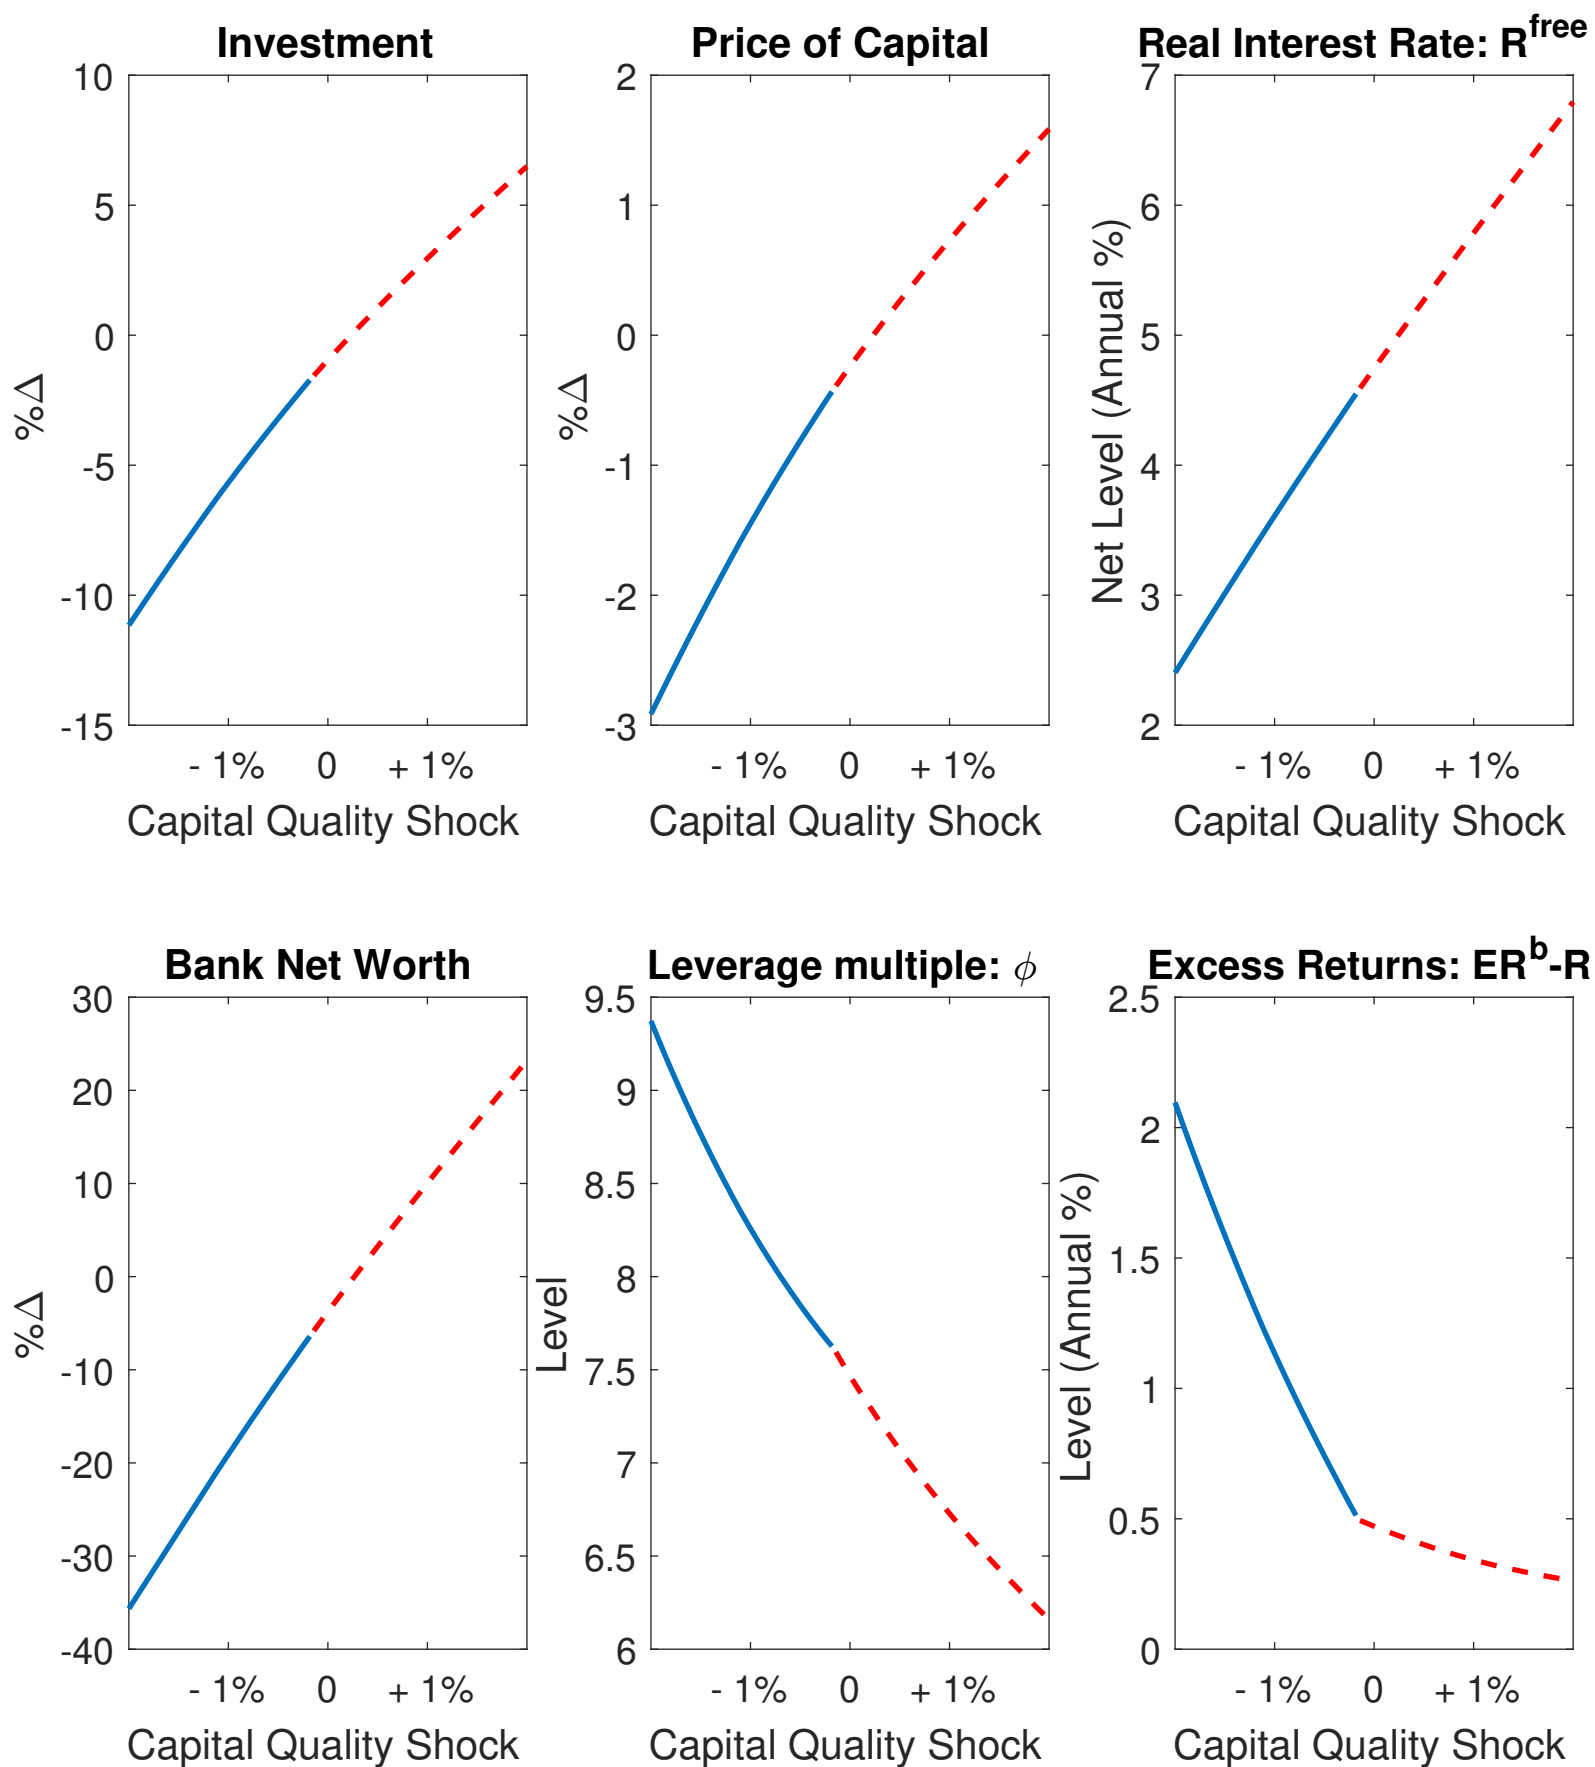 Investment
10
5
0
-5
-10
-15
%Δ
- 1% 0 + 1%
Capital Quality Shock
Price of Capital
2
1
0
-1
-2
-3
%Δ
- 1% 0 + 1%
Capital Quality Shock
Real Interest Rate: R^free
7
6
5
4
3
2
Net Level (Annual %)
- 1% 0 + 1%
Capital Quality Shock
Bank Net Worth
30
20
10
0
-10
-20
-30
-40
%Δ
- 1% 0 + 1%
Capital Quality Shock
Leverage multiple: ϕ
9.5
9
8.5
8
7.5
7
6.5
6
Level
- 1% 0 + 1%
Capital Quality Shock
Excess Returns: ER^b-R
2.5
2
1.5
1
0.5
0
Level (Annual %)
- 1% 0 + 1%
Capital Quality Shock